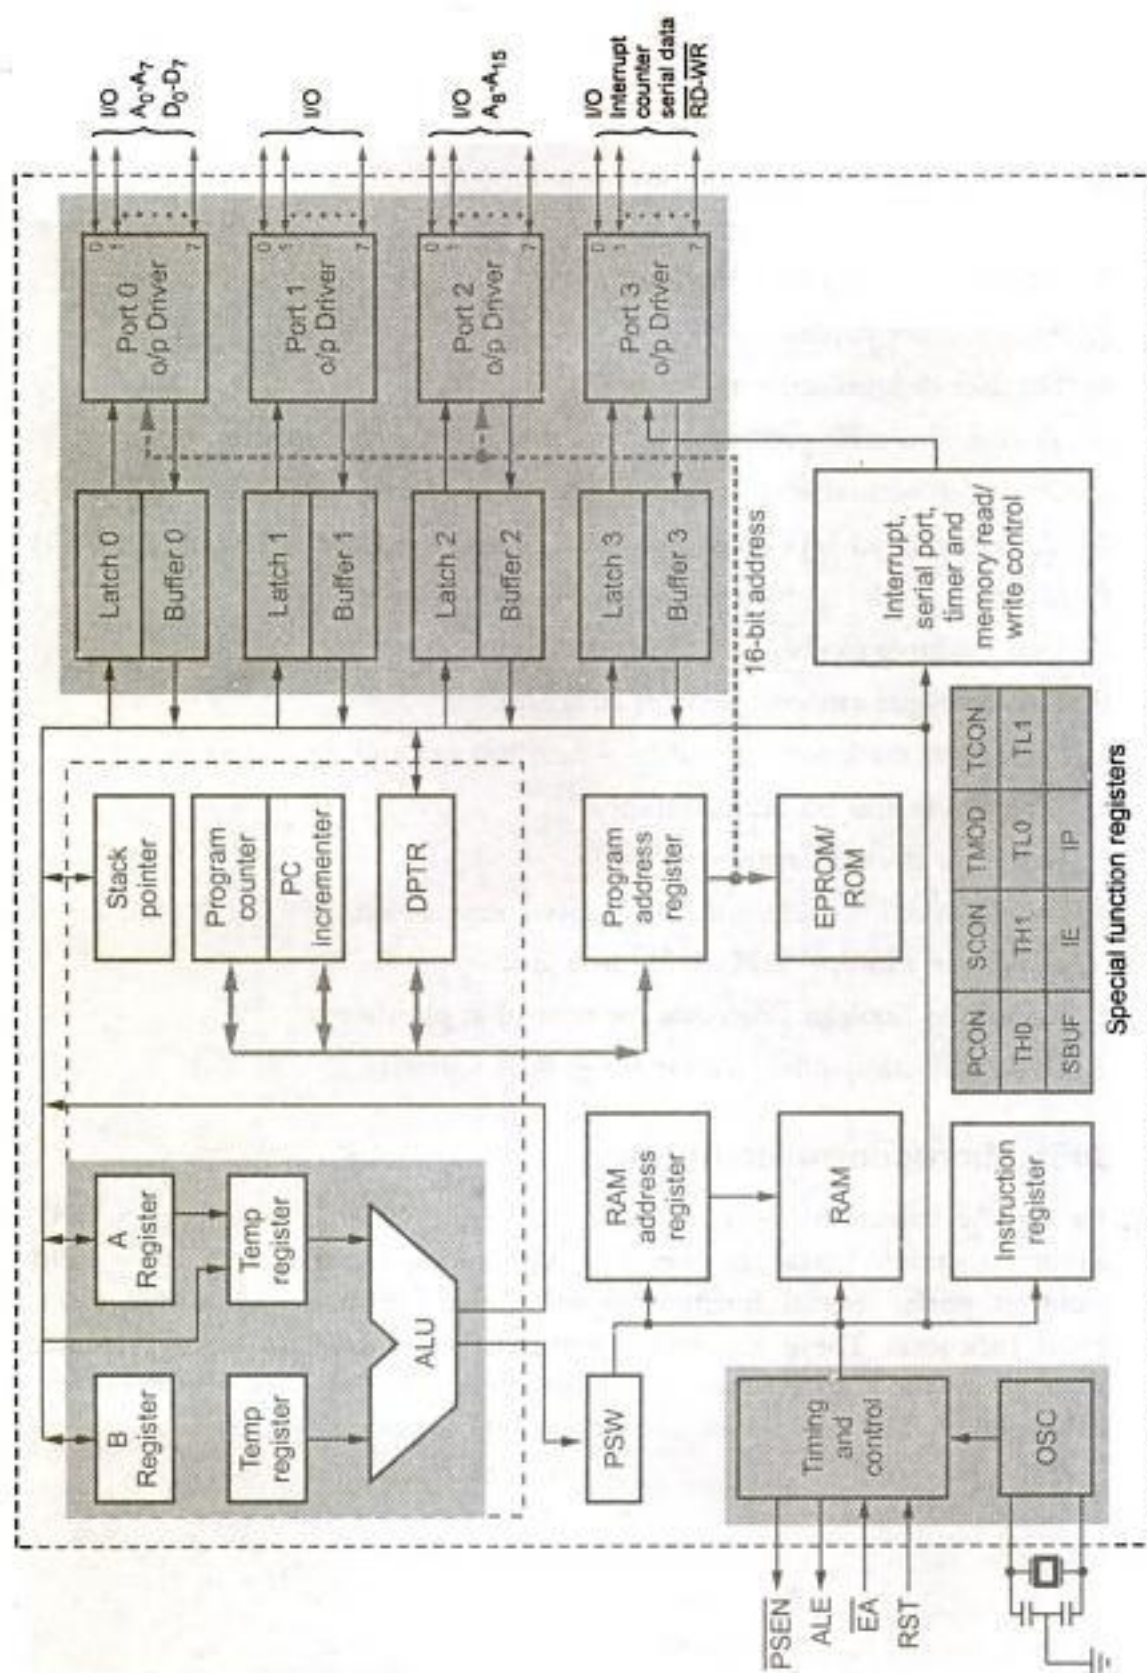 I/O
A0-A7
D0-D7
I/O
I/O
A8-A15
I/O
Interrupt
counter
serial data
RD-WR
0
1
7
Port 0
o/p Driver
0
1
7
Port 1
o/p Driver
0
1
7
Port 2
o/p Driver
0
1
7
Port 3
o/p Driver
Latch 0
Buffer 0
Latch 1
Buffer 1
Latch 2
Buffer 2
Latch 3
Buffer 3
16-bit address
Interrupt,
serial port,
timer and
memory read/
write control
Stack
pointer
Program
counter
PC
incrementer
DPTR
Program
address
register
EPROM/
ROM
PCON SCON TMOD TCON
TH0 TH1 TL0 TL1
SBUF IE IP
Special function registers
A
Register
Temp
register
B
Register
Temp
register
ALU
RAM
address
register
RAM
Instruction
register
PSW
Timing
and
control
OSC
PSEN
ALE
EA
RST